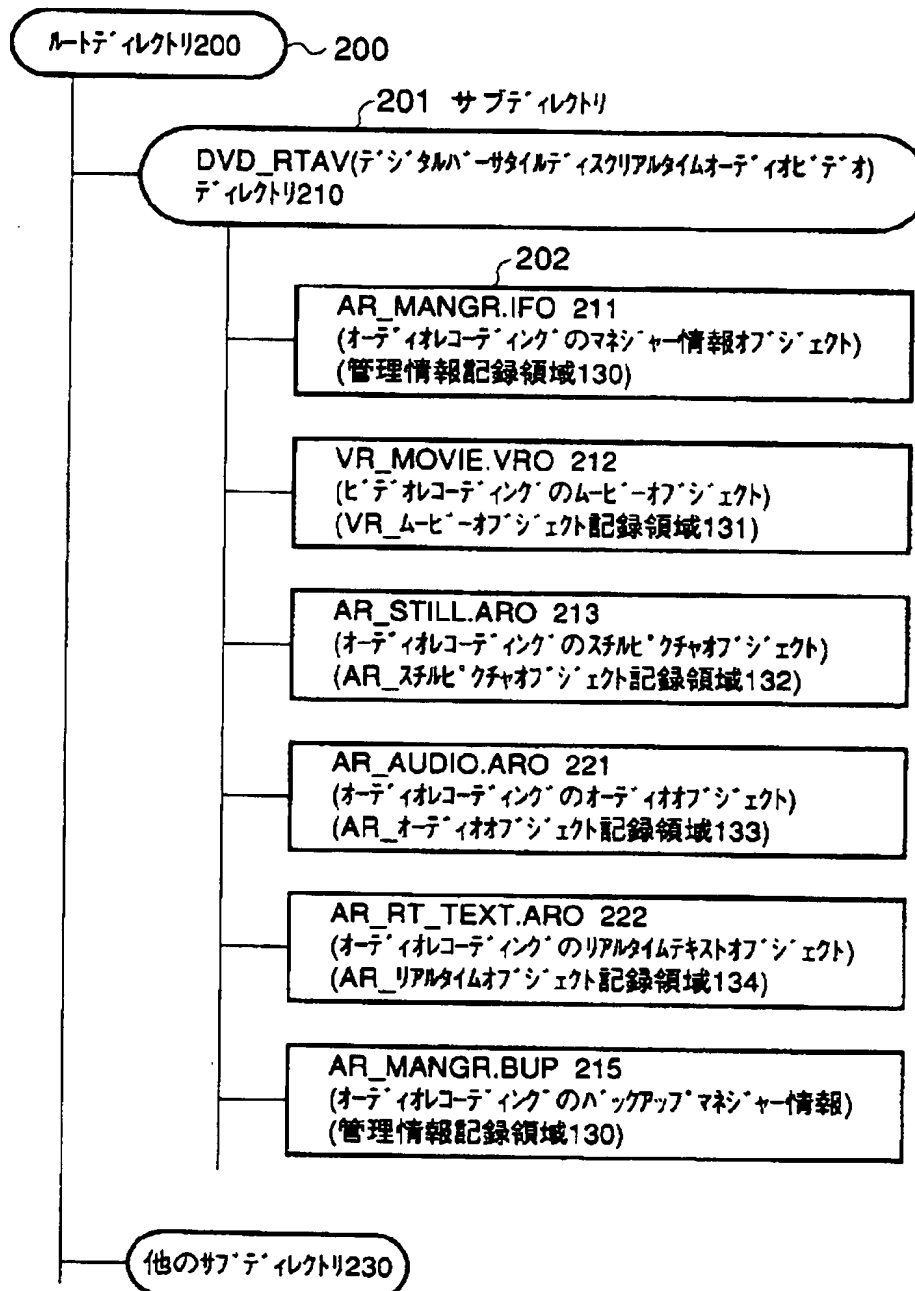 ルートディレクトリ200
200
201 サブディレクトリ
DVD_RTAV(デジタルバーサタイルディスクリアルタイムオーディオビデオ)
ディレクトリ210
202
AR_MANGR.IFO 211
(オーディオレコーディングのマネジャー情報オブジェクト)
(管理情報記録領域130)
VR_MOVIE.VRO 212
(ビデオレコーディングのムービーオブジェクト)
(VR_ムービーオブジェクト記録領域131)
AR_STILL.ARO 213
(オーディオレコーディングのスチルピクチャオブジェクト)
(AR_スチルピクチャオブジェクト記録領域132)
AR_AUDIO.ARO 221
(オーディオレコーディングのオーディオオブジェクト)
(AR_オーディオオブジェクト記録領域133)
AR_RT_TEXT.ARO 222
(オーディオレコーディングのリアルタイムテキストオブジェクト)
(AR_リアルタイムオブジェクト記録領域134)
AR_MANGR.BUP 215
(オーディオレコーディングのバックアップマネジャー情報)
(管理情報記録領域130)
他のサブディレクトリ230